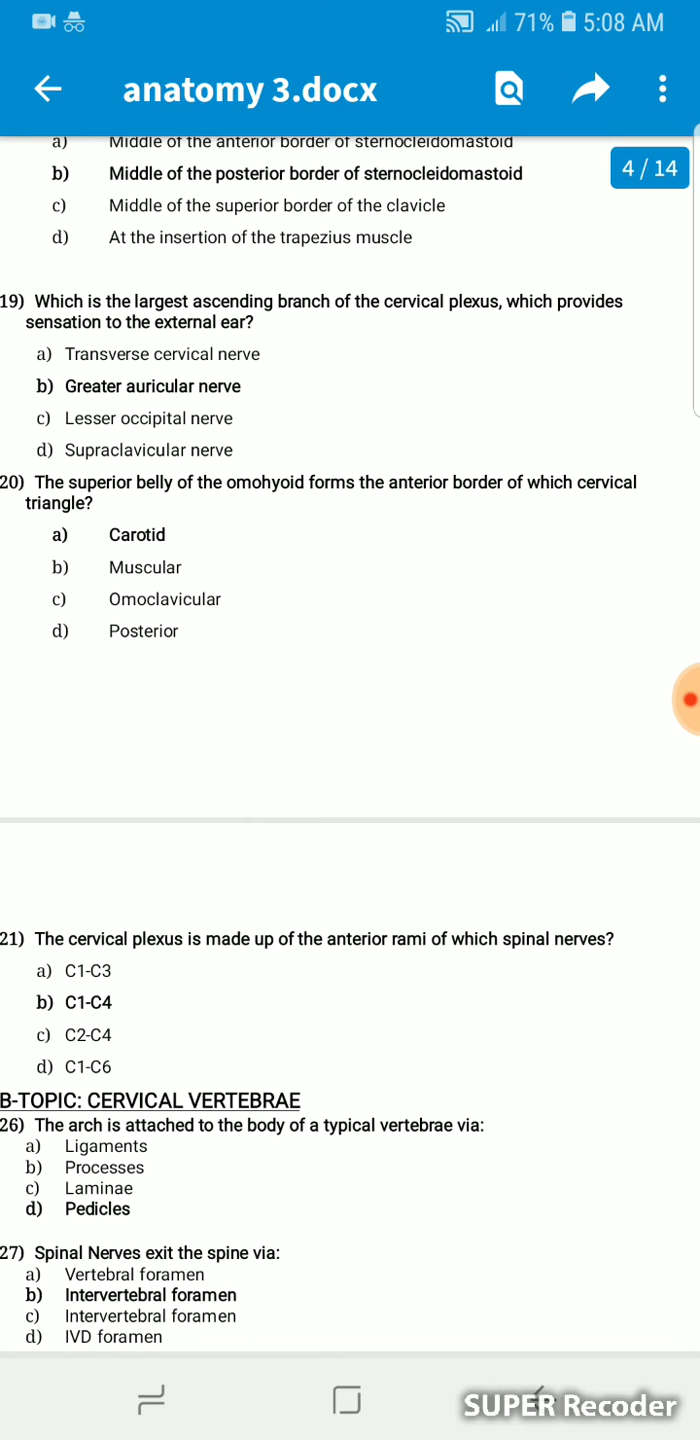 71% 5:08 AM
anatomy 3.docx
a) Middle of the anterior border of sternocleidomastoid
4 / 14
b) Middle of the posterior border of sternocleidomastoid
c) Middle of the superior border of the clavicle
d) At the insertion of the trapezius muscle
19) Which is the largest ascending branch of the cervical plexus, which provides
sensation to the external ear?
a) Transverse cervical nerve
b) Greater auricular nerve
c) Lesser occipital nerve
d) Supraclavicular nerve
20) The superior belly of the omohyoid forms the anterior border of which cervical
triangle?
a) Carotid
b) Muscular
c) Omoclavicular
d) Posterior
21) The cervical plexus is made up of the anterior rami of which spinal nerves?
a) C1-C3
b) C1-C4
c) C2-C4
d) C1-C6
B-TOPIC: CERVICAL VERTEBRAE
26) The arch is attached to the body of a typical vertebrae via:
a) Ligaments
b) Processes
c) Laminae
d) Pedicles
27) Spinal Nerves exit the spine via:
a) Vertebral foramen
b) Intervertebral foramen
c) Intervertebral foramen
d) IVD foramen
SUPER Recoder